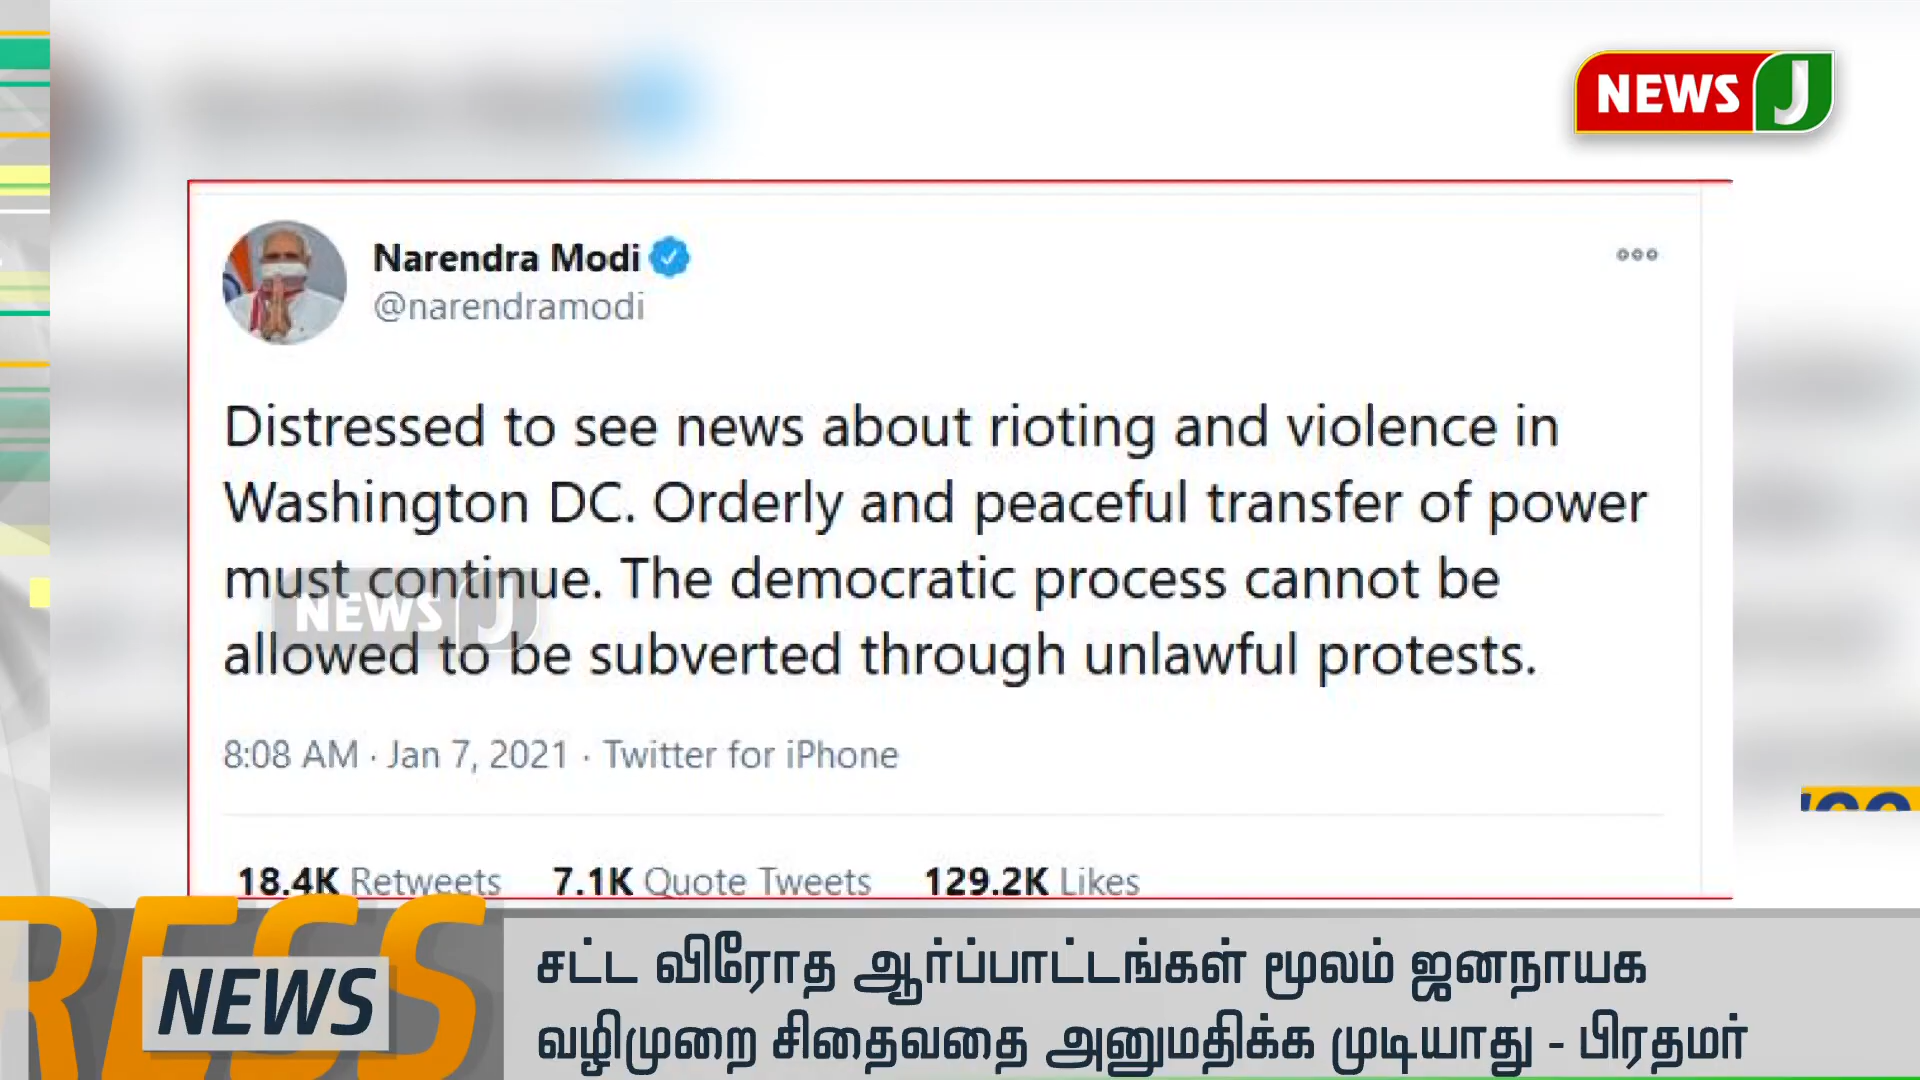 NEWS J
Narendra Modi
@narendramodi
Distressed to see news about rioting and violence in
Washington DC. Orderly and peaceful transfer of power
must continue. The democratic process cannot be
allowed to be subverted through unlawful protests.
NEWS J
8:08 AM · Jan 7, 2021 · Twitter for iPhone
18.4K Retweets 7.1K Quote Tweets 129.2K Likes
RESS
NEWS
சட்ட விரோத ஆர்ப்பாட்டங்கள் மூலம் ஜனநாயக
வழிமுறை சிதைவதை அனுமதிக்க முடியாது - பிரதமர்